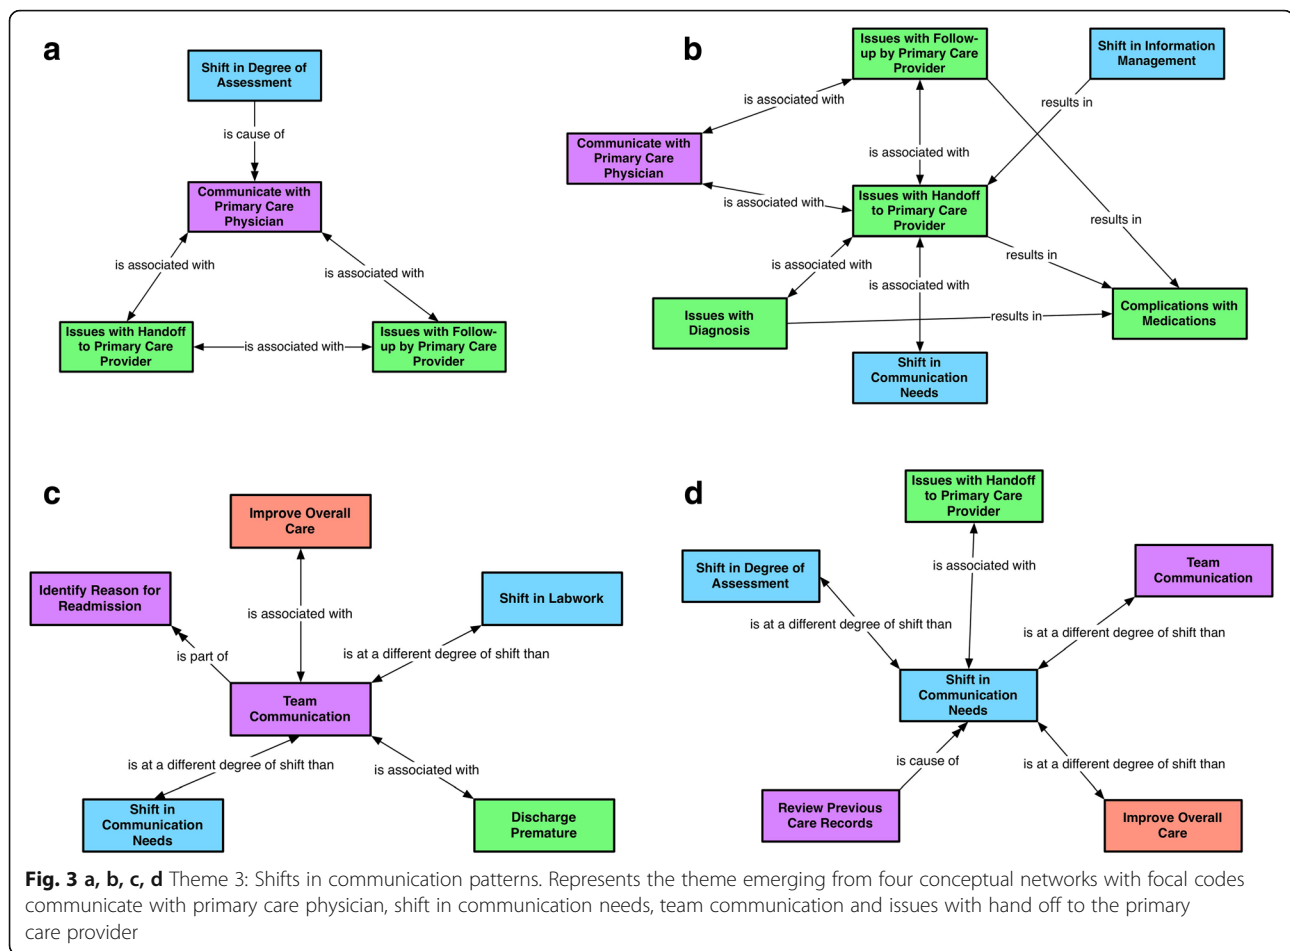 a
Shift in Degree of
Assessment
is cause of
Communicate with
Primary Care
Physician
is associated with
is associated with
Issues with Handoff
to Primary Care
Provider
is associated with
Issues with Follow-
up by Primary Care
Provider
b
Issues with Follow-
up by Primary Care
Provider
Shift in Information
Management
is associated with
results in
Communicate with
Primary Care
Physician
is associated with
is associated with
Issues with Handoff
to Primary Care
Provider
results in
is associated with
results in
is associated with
Issues with
Diagnosis
results in
Complications with
Medications
Shift in
Communication
Needs
c
Improve Overall
Care
Identify Reason for
Readmission
Shift in Labwork
is associated with
is at a different degree of shift than
is part of
Team
Communication
is at a different degree of shift than
is associated with
Shift in
Communication
Needs
Discharge
Premature
d
Issues with Handoff
to Primary Care
Provider
Shift in Degree of
Assessment
Team
Communication
is associated with
is at a different degree of shift than
is at a different degree of shift than
Shift in
Communication
Needs
is cause of
is at a different degree of shift than
Review Previous
Care Records
Improve Overall
Care
Fig. 3 a, b, c, d Theme 3: Shifts in communication patterns. Represents the theme emerging from four conceptual networks with focal codes
communicate with primary care physician, shift in communication needs, team communication and issues with hand off to the primary
care provider